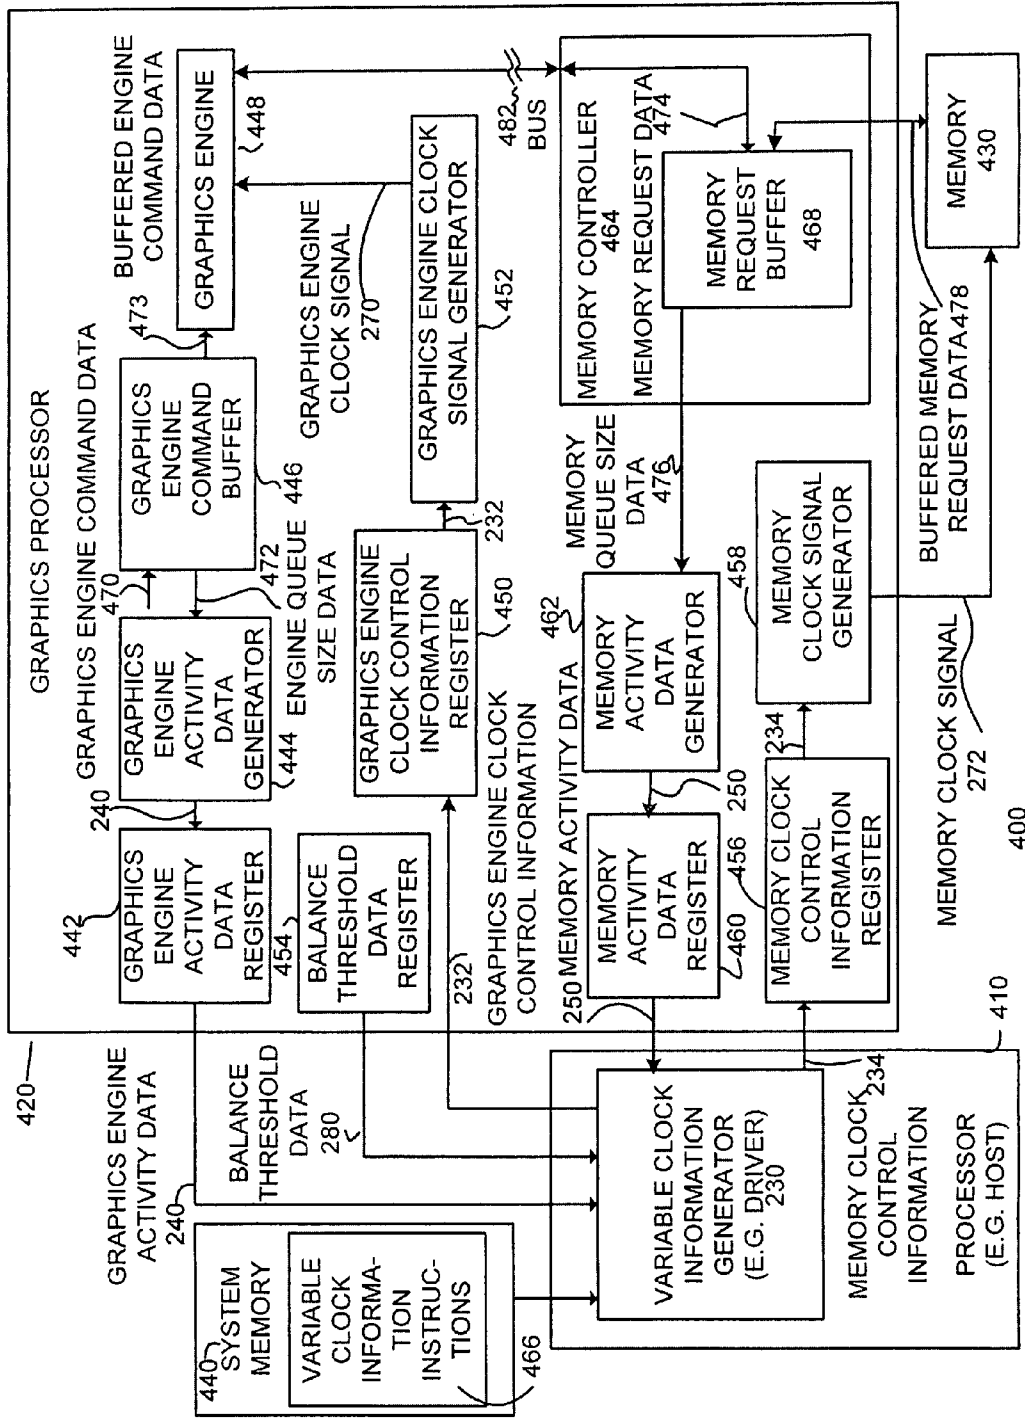 GRAPHICS ENGINE
ACTIVITY DATA
240
420
GRAPHICS PROCESSOR
GRAPHICS ENGINE COMMAND DATA
BUFFERED ENGINE
COMMAND DATA
442
GRAPHICS
ENGINE
ACTIVITY
DATA
REGISTER
240
GRAPHICS
ENGINE
ACTIVITY
DATA
GENERATOR
444
470
472
ENGINE QUEUE
SIZE DATA
GRAPHICS
ENGINE
COMMAND
BUFFER
446
473
GRAPHICS ENGINE
448
440
SYSTEM
MEMORY
VARIABLE
CLOCK
INFORMA-
TION
INSTRUC-
TIONS
466
BALANCE
THRESHOLD
DATA
280
454
BALANCE
THRESHOLD
DATA
REGISTER
232
GRAPHICS ENGINE CLOCK
CONTROL INFORMATION
GRAPHICS ENGINE
CLOCK CONTROL
INFORMATION
REGISTER
450
232
GRAPHICS ENGINE
CLOCK SIGNAL
270
GRAPHICS ENGINE CLOCK
SIGNAL GENERATOR
452
482
BUS
VARIABLE CLOCK
INFORMATION
GENERATOR
(E.G. DRIVER)
230
250
MEMORY ACTIVITY DATA
MEMORY
ACTIVITY
DATA
REGISTER
460
250
462
MEMORY
ACTIVITY
DATA
GENERATOR
MEMORY
QUEUE SIZE
DATA
476
MEMORY CONTROLLER
464
MEMORY REQUEST DATA
474
MEMORY
REQUEST
BUFFER
468
234
MEMORY CLOCK
CONTROL
INFORMATION
PROCESSOR
(E.G. HOST)
410
456
MEMORY CLOCK
CONTROL
INFORMATION
REGISTER
234
458
MEMORY
CLOCK SIGNAL
GENERATOR
MEMORY CLOCK SIGNAL
272
BUFFERED MEMORY
REQUEST DATA478
MEMORY
430
400